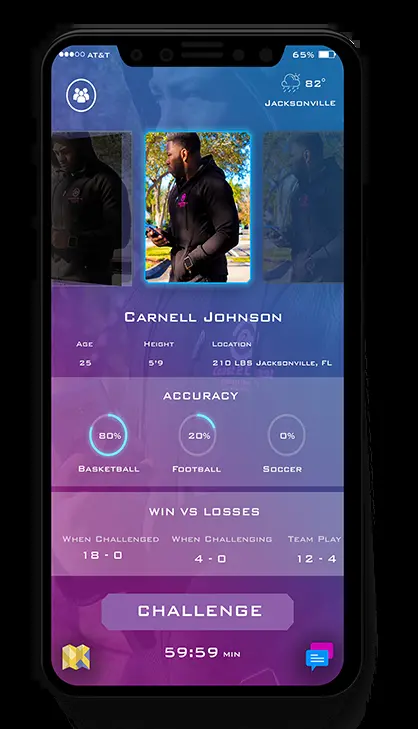 AT&T 65%
82°
Jacksonville
Carnell Johnson
Age Height Location
25 5'9 210 LBS Jacksonville, FL
ACCURACY
80% 20% 0%
Basketball Football Soccer
WIN VS LOSSES
When Challenged When Challenging Team Play
18 - 0 4 - 0 12 - 4
CHALLENGE
59:59 MIN